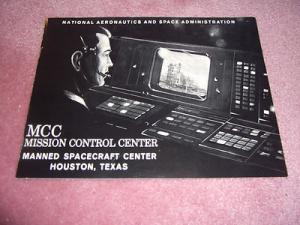 NATIONAL AERONAUTICS AND SPACE ADMINISTRATION
MCC
MISSION CONTROL CENTER
MANNED SPACECRAFT CENTER
HOUSTON, TEXAS